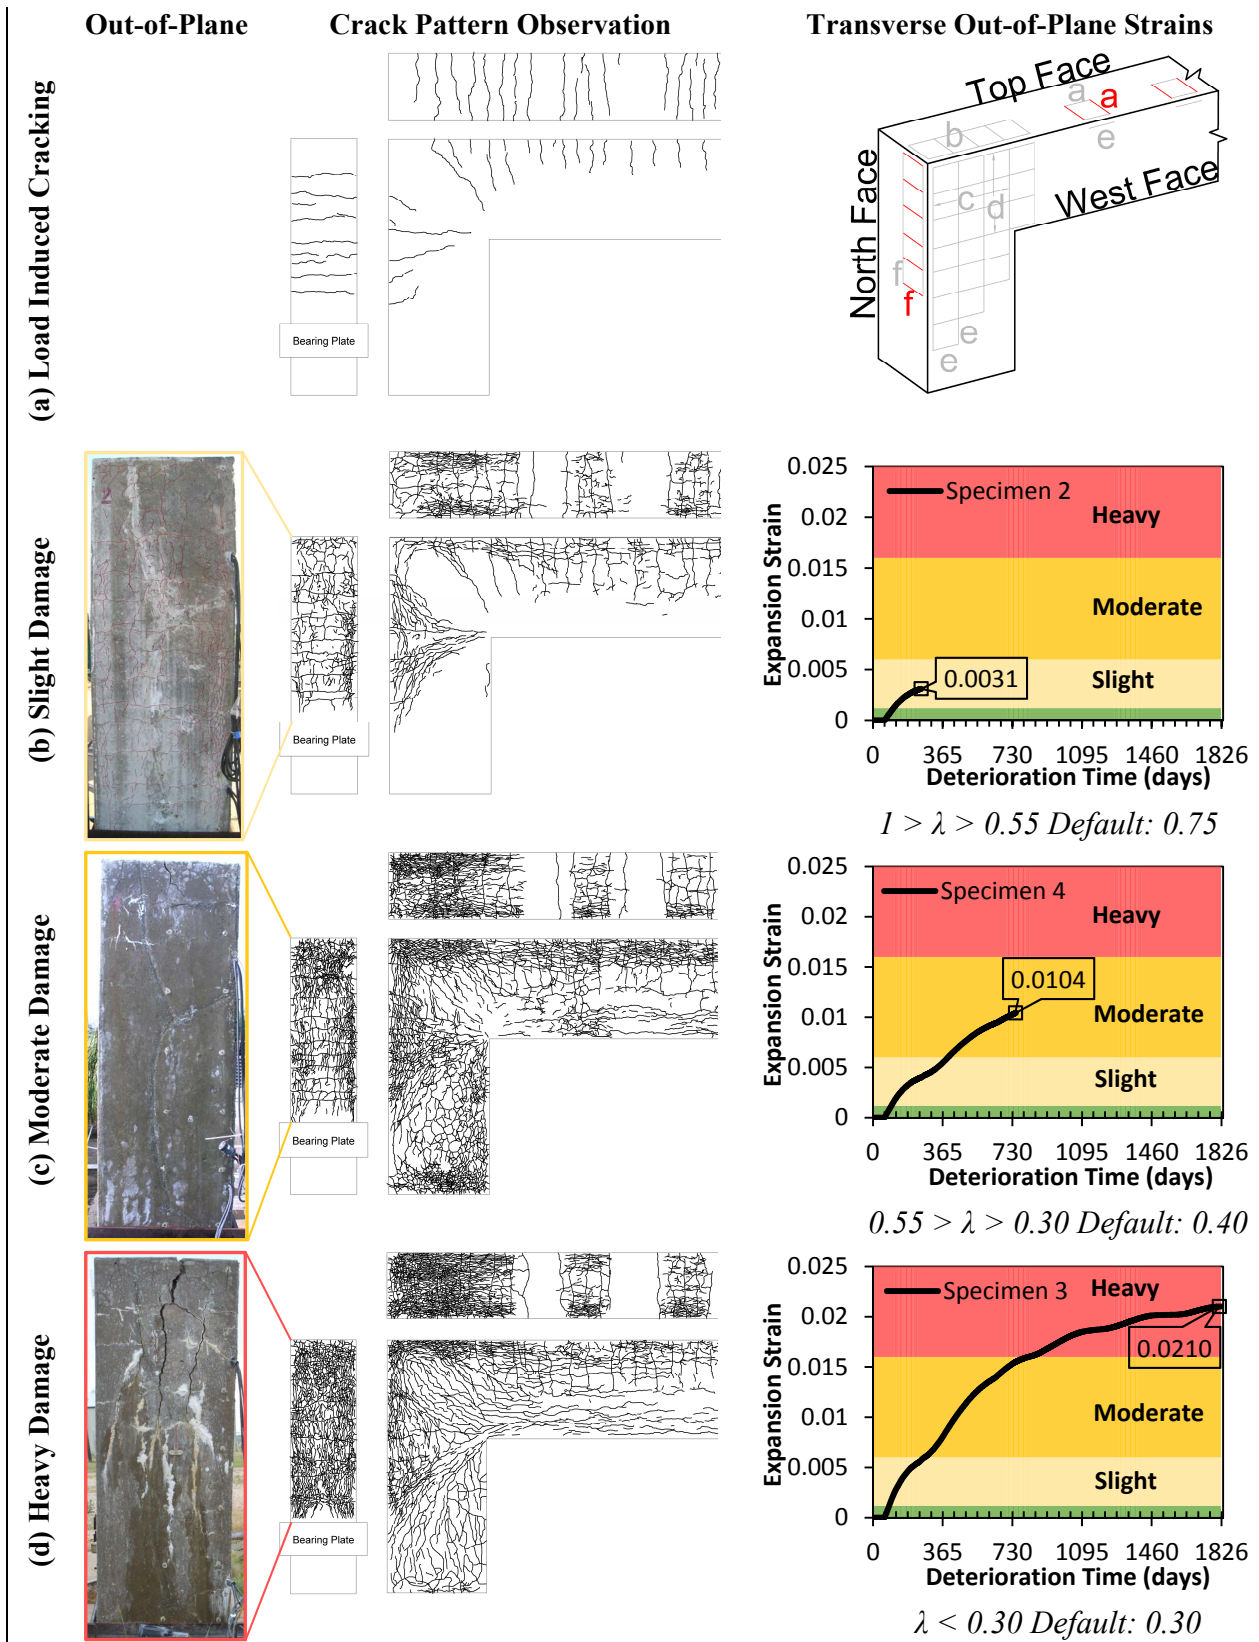 Out-of-Plane
Crack Pattern Observation
Transverse Out-of-Plane Strains
(a) Load Induced Cracking
Bearing Plate
Top Face
North Face
West Face
a
a
b
c
d
e
e
e
f
f
(b) Slight Damage
2
Bearing Plate
Expansion Strain
0.025
0.02
0.015
0.01
0.005
0
Specimen 2
Heavy
Moderate
Slight
0.0031
0 365 730 1095 1460 1826
Deterioration Time (days)
1 > λ > 0.55 Default: 0.75
(c) Moderate Damage
Bearing Plate
Expansion Strain
0.025
0.02
0.015
0.01
0.005
0
Specimen 4
Heavy
0.0104
Moderate
Slight
0 365 730 1095 1460 1826
Deterioration Time (days)
0.55 > λ > 0.30 Default: 0.40
(d) Heavy Damage
Bearing Plate
Expansion Strain
0.025
0.02
0.015
0.01
0.005
0
Heavy
Specimen 3
0.0210
Moderate
Slight
0 365 730 1095 1460 1826
Deterioration Time (days)
λ < 0.30 Default: 0.30